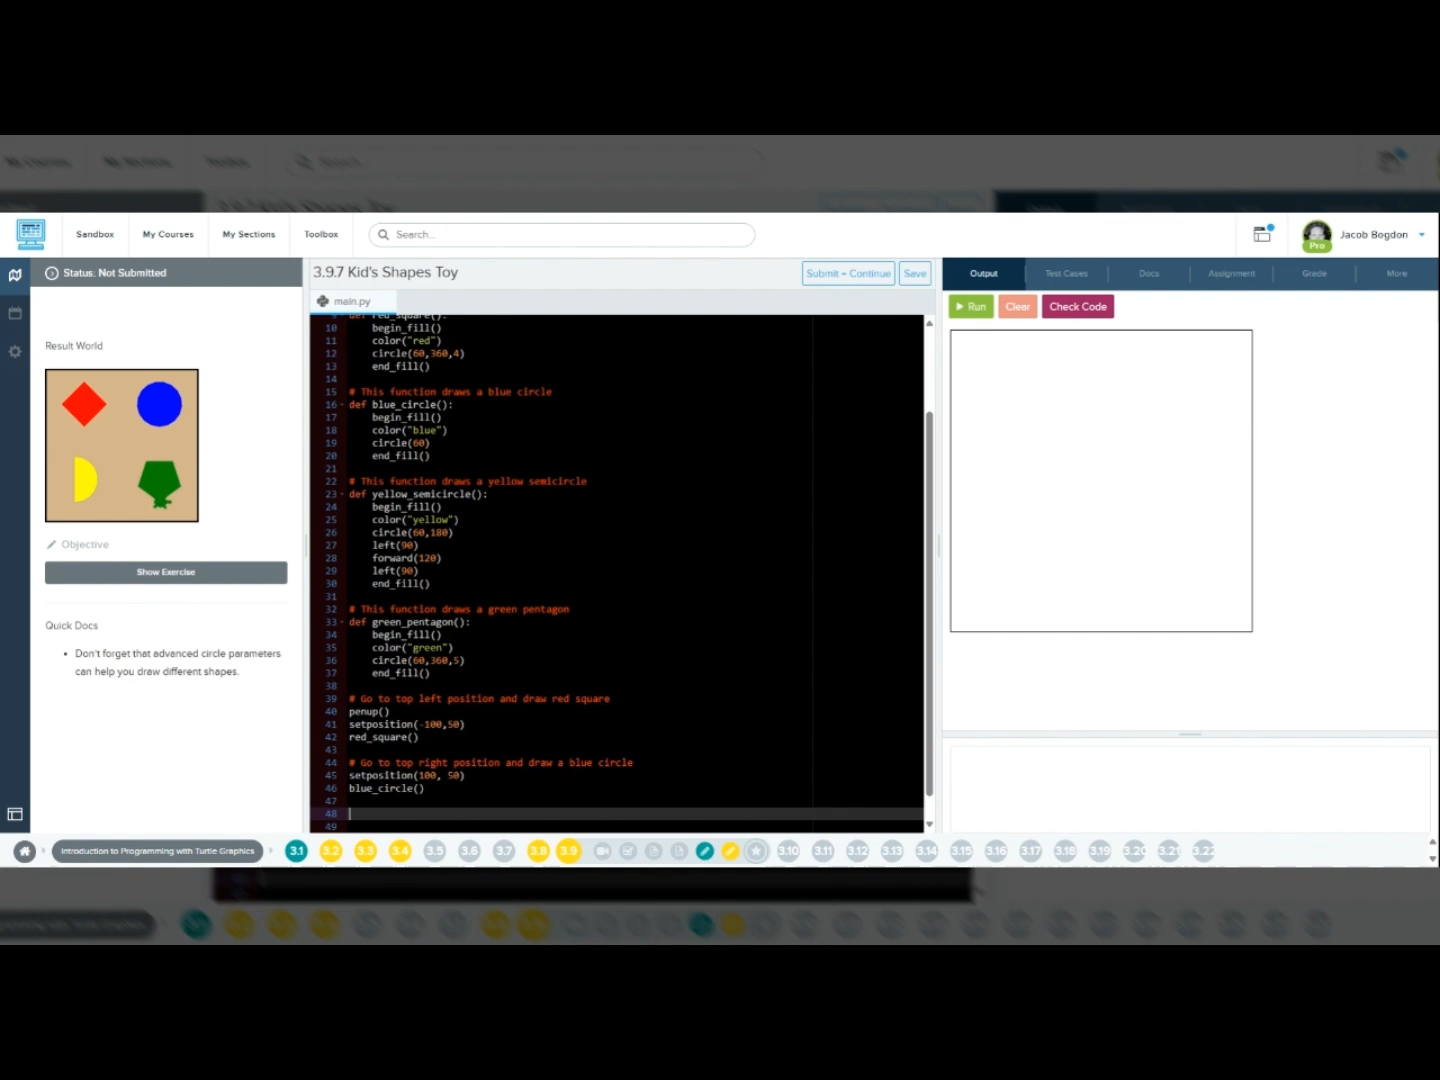 Sandbox
My Courses
My Sections
Toolbox
Search...
Pro
Jacob Bogdon
Status: Not Submitted
3.9.7 Kid's Shapes Toy
Submit + Continue
Save
Output
Test Cases
Docs
Assignment
Grade
More
main.py
Run
Clear
Check Code
Result World
Objective
Show Exercise
Quick Docs
• Don't forget that advanced circle parameters
can help you draw different shapes.
9 def red_square():
10 begin_fill()
11 color("red")
12 circle(60,360,4)
13 end_fill()
14
15 # This function draws a blue circle
16 def blue_circle():
17 begin_fill()
18 color("blue")
19 circle(60)
20 end_fill()
21
22 # This function draws a yellow semicircle
23 def yellow_semicircle():
24 begin_fill()
25 color("yellow")
26 circle(60,180)
27 left(90)
28 forward(120)
29 left(90)
30 end_fill()
31
32 # This function draws a green pentagon
33 def green_pentagon():
34 begin_fill()
35 color("green")
36 circle(60,360,5)
37 end_fill()
38
39 # Go to top left position and draw red square
40 penup()
41 setposition(-100,50)
42 red_square()
43
44 # Go to top right position and draw a blue circle
45 setposition(100, 50)
46 blue_circle()
47
48
49
Introduction to Programming with Turtle Graphics
3.1 3.2 3.3 3.4 3.5 3.6 3.7 3.8 3.9 3.10 3.11 3.12 3.13 3.14 3.15 3.16 3.17 3.18 3.19 3.20 3.21 3.22